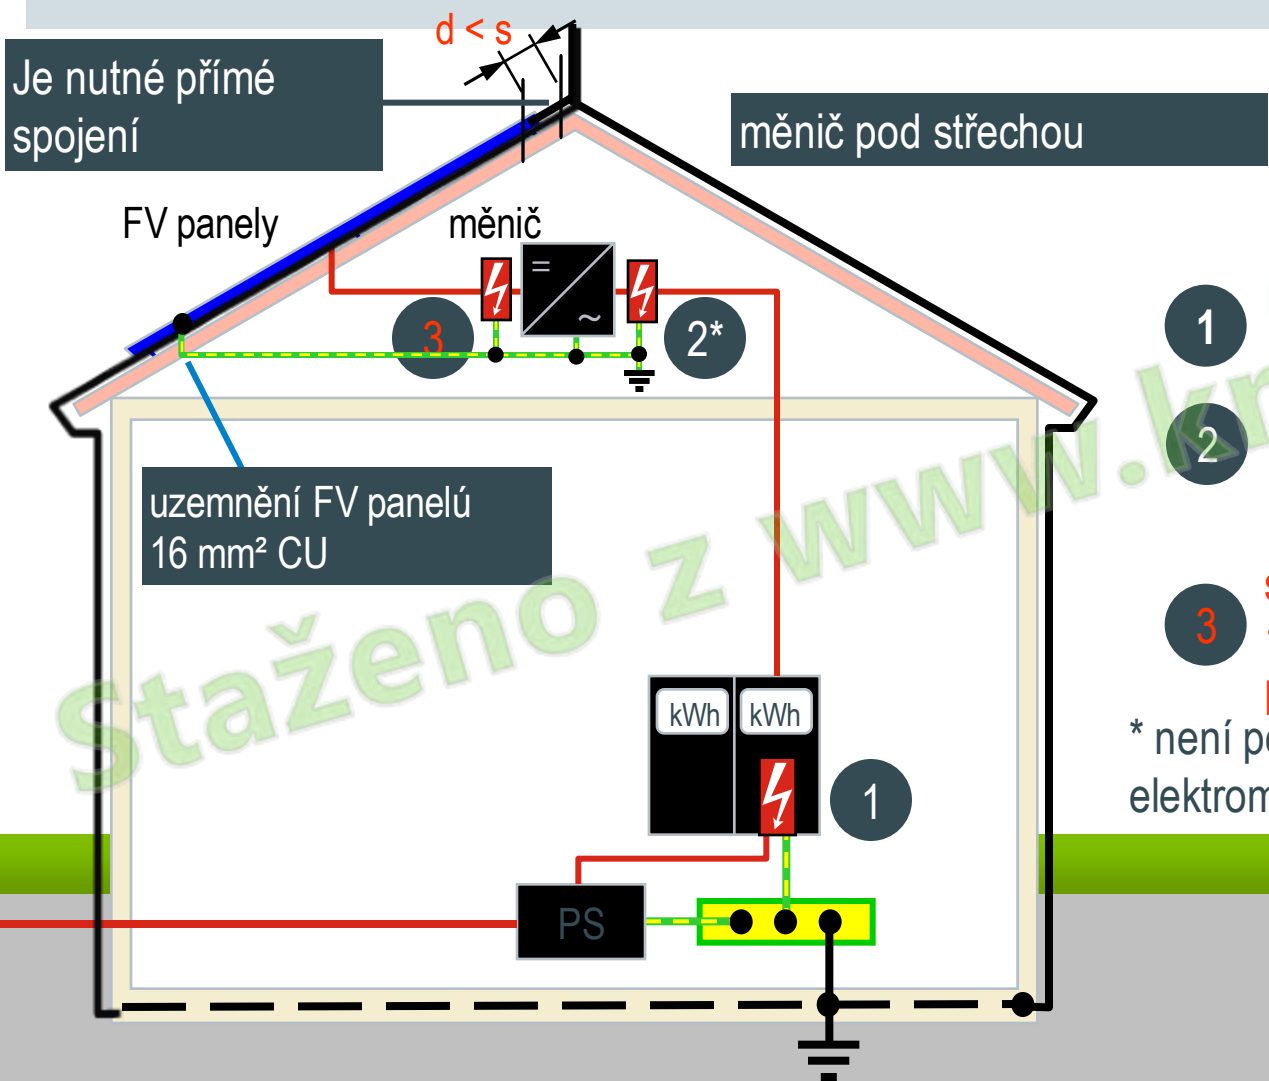 d < s
Je nutné přímé
spojení
měnič pod střechou
FV panely
měnič
=
~
3
2*
1
2
uzemnění FV panelú
16 mm² CU
Staženo z www.
3
kWh
kWh
* není
1
PS